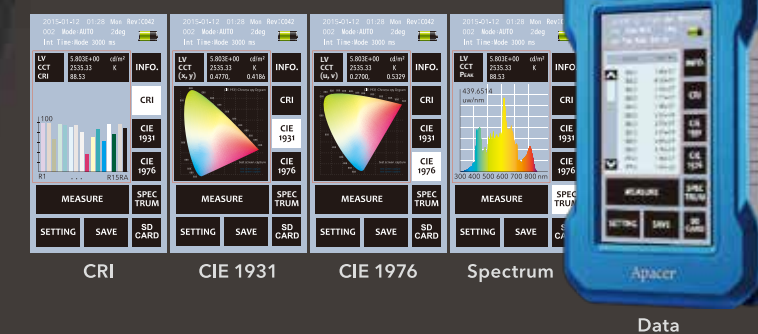 2015-01-12 01:28 Mon Rev:C042
002 Mode-AUTO 2deg
Int Time-Mode 3000 ms
LV 5.803E+00 cd/m²
CCT 2535.33 K
CRI 88.53
INFO.
CRI
CIE
1931
CIE
1976
SPEC
TRUM
100
R1 ... R15RA
MEASURE
SETTING SAVE
SD
CARD
CRI
2015-01-12 01:28 Mon Rev:C042
002 Mode-AUTO 2deg
Int Time-Mode 3000 ms
LV 5.803E+00 cd/m²
CCT 2535.33 K
(x, y) 0.4770, 0.4186
INFO.
CRI
CIE
1931
CIE
1976
SPEC
TRUM
MEASURE
SETTING SAVE
SD
CARD
CIE 1931
2015-01-12 01:28 Mon Rev:C042
002 Mode-AUTO 2deg
Int Time-Mode 3000 ms
LV 5.803E+00 cd/m²
CCT 2535.33 K
(u, v) 0.2700, 0.5329
INFO.
CRI
CIE
1931
CIE
1976
SPEC
TRUM
MEASURE
SETTING SAVE
SD
CARD
CIE 1976
2015-01-12 01:28 Mon
002 Mode-AUTO 2deg
Int Time-Mode 3000 ms
LV 5.803E+00 cd/m²
CCT 2535.33 K
PEAK 88.53
INFO.
CRI
CIE
1931
CIE
1976
SPEC
TRUM
439.6514
uw/nm
300 400 500 600 700 800 nm
MEASURE
SETTING SAVE
SD
CARD
Spectrum
INFO.
CRI
CIE
1931
CIE
1976
MEASURE
SPEC
TRUM
SETTING SAVE
SD
CARD
Apacer
Data